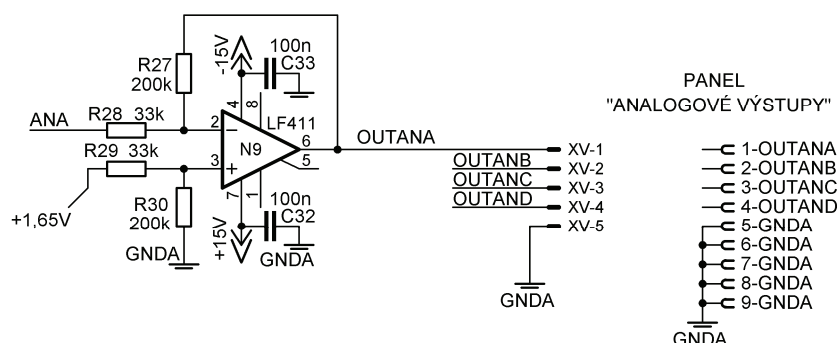 R27
200k
-15V
100n
C33
4
8
LF411
ANA
R28 33k
2
N9
6
OUTANA
R29 33k
3
5
+1,65V
R30
200k
GNDA
7
1
100n
C32
+15V
GNDA
XV-1
OUTANB
XV-2
OUTANC
XV-3
OUTAND
XV-4
XV-5
GNDA
PANEL
"ANALOGOVÉ VÝSTUPY"
1-OUTANA
2-OUTANB
3-OUTANC
4-OUTAND
5-GNDA
6-GNDA
7-GNDA
8-GNDA
9-GNDA
GNDA